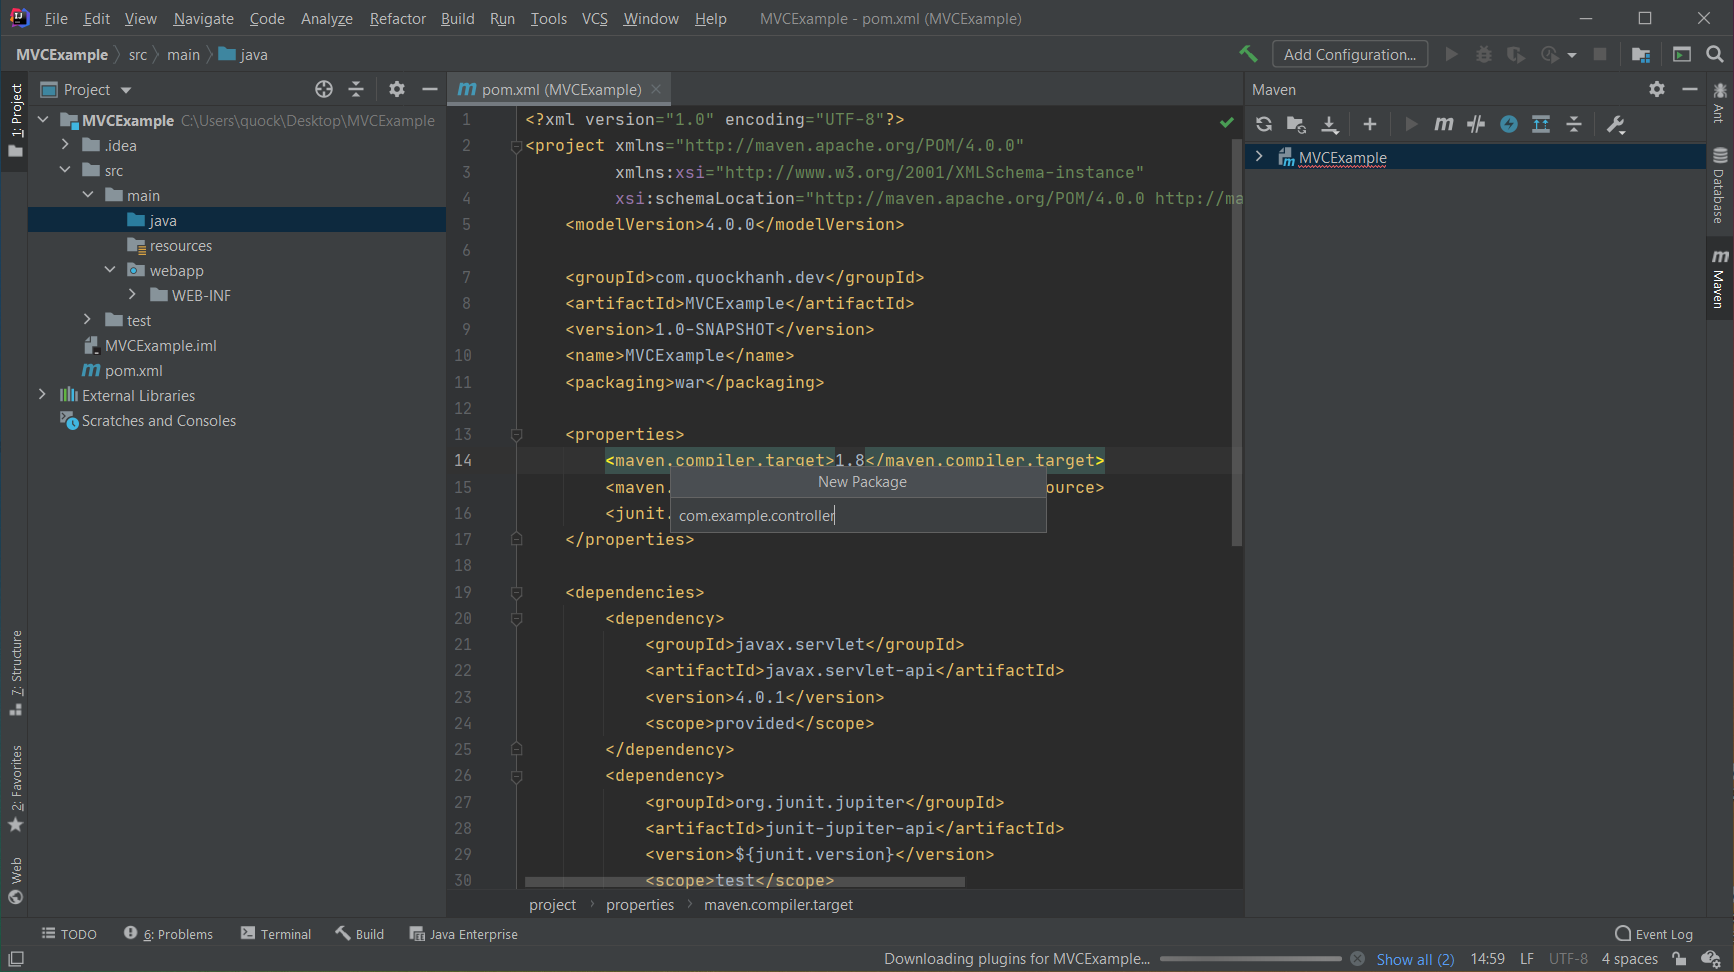 File Edit View Navigate Code Analyze Refactor Build Run Tools VCS Window Help MVCExample - pom.xml (MVCExample)
MVCExample src main java Add Configuration...
1: Project
7: Structure
2: Favorites
Web
Project
MVCExample C:\Users\quock\Desktop\MVCExample
.idea
src
main
java
resources
webapp
WEB-INF
test
MVCExample.iml
pom.xml
External Libraries
Scratches and Consoles
pom.xml (MVCExample)
1 <?xml version="1.0" encoding="UTF-8"?>
2 <project xmlns="http://maven.apache.org/POM/4.0.0"
3 xmlns:xsi="http://www.w3.org/2001/XMLSchema-instance"
4 xsi:schemaLocation="http://maven.apache.org/POM/4.0.0 http://ma
5 <modelVersion>4.0.0</modelVersion>
6
7 <groupId>com.quockhanh.dev</groupId>
8 <artifactId>MVCExample</artifactId>
9 <version>1.0-SNAPSHOT</version>
10 <name>MVCExample</name>
11 <packaging>war</packaging>
12
13 <properties>
14 <maven.compiler.target>1.8</maven.compiler.target>
15 <maven. ource>
16 <junit.
17 </properties>
18
19 <dependencies>
20 <dependency>
21 <groupId>javax.servlet</groupId>
22 <artifactId>javax.servlet-api</artifactId>
23 <version>4.0.1</version>
24 <scope>provided</scope>
25 </dependency>
26 <dependency>
27 <groupId>org.junit.jupiter</groupId>
28 <artifactId>junit-jupiter-api</artifactId>
29 <version>${junit.version}</version>
30 <scope>test</scope>
New Package
com.example.controller
project properties maven.compiler.target
Maven
MVCExample
Ant
Database
Maven
TODO 6: Problems Terminal Build Java Enterprise Event Log
Downloading plugins for MVCExample... Show all (2) 14:59 LF UTF-8 4 spaces